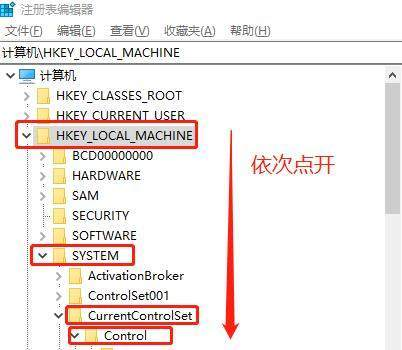 注册表编辑器
文件(F) 编辑(E) 查看(V) 收藏夹(A) 帮助(H)
计算机\HKEY_LOCAL_MACHINE
计算机
HKEY_CLASSES_ROOT
HKEY_CURRENT_USER
HKEY_LOCAL_MACHINE
BCD00000000
HARDWARE
依次点开
SAM
SECURITY
SOFTWARE
SYSTEM
ActivationBroker
ControlSet001
CurrentControlSet
Control